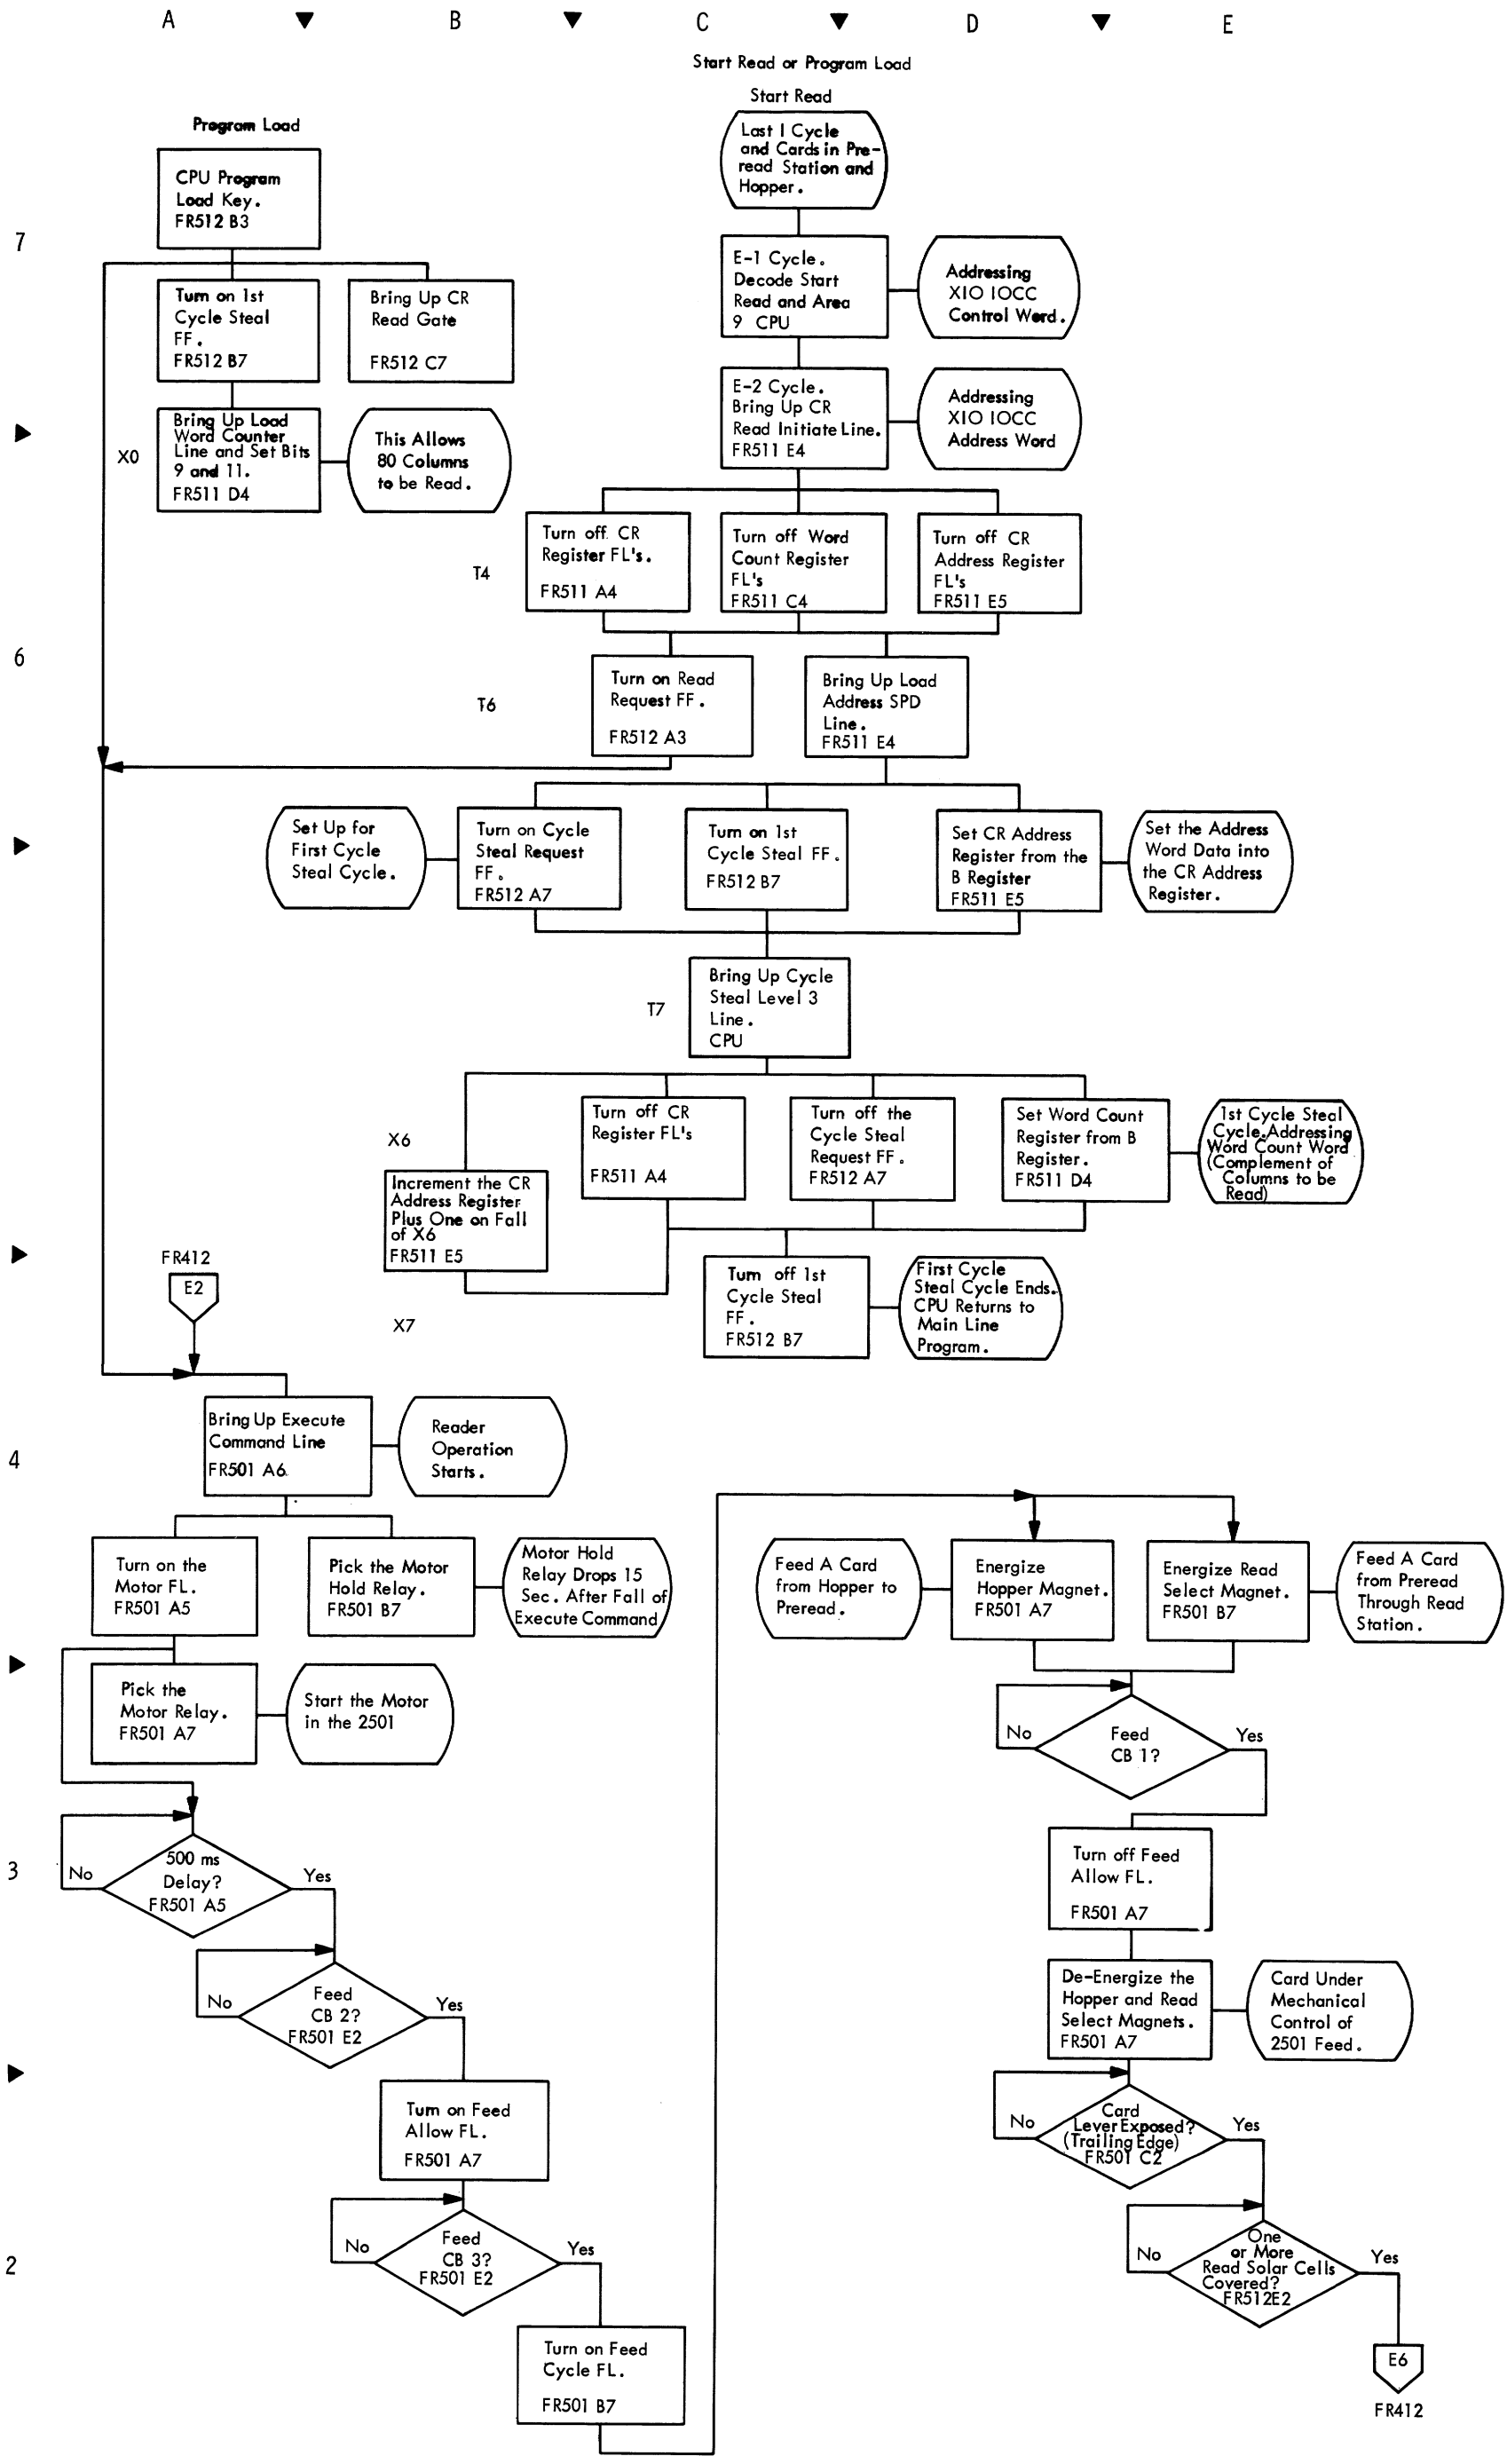 A
B
C
D
E
Start Read or Program Load
Start Read
Program Load
Last I Cycle
and Cards in Pre-
read Station and
Hopper.
CPU Program
Load Key.
FR512 B3
7
E-1 Cycle.
Decode Start
Read and Area
9 CPU
Addressing
XIO IOCC
Control Word.
Turn on 1st
Cycle Steal
FF.
FR512 B7
Bring Up CR
Read Gate
FR512 C7
E-2 Cycle.
Bring Up CR
Read Initiate Line.
FR511 E4
Addressing
XIO IOCC
Address Word
X0
Bring Up Load
Word Counter
Line and Set Bits
9 and 11.
FR511 D4
This Allows
80 Columns
to be Read.
T4
Turn off CR
Register FL's.
FR511 A4
Turn off Word
Count Register
FL's
FR511 C4
Turn off CR
Address Register
FL's
FR511 E5
6
T6
Turn on Read
Request FF.
FR512 A3
Bring Up Load
Address SPD
Line.
FR511 E4
Set Up for
First Cycle
Steal Cycle.
Turn on Cycle
Steal Request
FF.
FR512 A7
Turn on 1st
Cycle Steal FF.
FR512 B7
Set CR Address
Register from the
B Register
FR511 E5
Set the Address
Word Data into
the CR Address
Register.
T7
Bring Up Cycle
Steal Level 3
Line.
CPU
X6
Increment the CR
Address Register
Plus One on Fall
of X6
FR511 E5
Turn off CR
Register FL's
FR511 A4
Turn off the
Cycle Steal
Request FF.
FR512 A7
Set Word Count
Register from B
Register.
FR511 D4
1st Cycle Steal
Cycle.Addressing
Word Count Word
(Complement of
Columns to be
Read)
FR412
E2
X7
Turn off 1st
Cycle Steal
FF.
FR512 B7
First Cycle
Steal Cycle Ends.
CPU Returns to
Main Line
Program.
4
Bring Up Execute
Command Line
FR501 A6
Reader
Operation
Starts.
Turn on the
Motor FL.
FR501 A5
Pick the Motor
Hold Relay.
FR501 B7
Motor Hold
Relay Drops 15
Sec. After Fall of
Execute Command
Feed A Card
from Hopper to
Preread.
Energize
Hopper Magnet.
FR501 A7
Energize Read
Select Magnet.
FR501 B7
Feed A Card
from Preread
Through Read
Station.
Pick the
Motor Relay.
FR501 A7
Start the Motor
in the 2501
No
Feed
CB 1?
Yes
3
No
500 ms
Delay?
FR501 A5
Yes
Turn off Feed
Allow FL.
FR501 A7
No
Feed
CB 2?
FR501 E2
Yes
De-Energize the
Hopper and Read
Select Magnets.
FR501 A7
Card Under
Mechanical
Control of
2501 Feed.
Turn on Feed
Allow FL.
FR501 A7
No
Card
Lever Exposed?
(Trailing Edge)
FR501 C2
Yes
2
No
Feed
CB 3?
FR501 E2
Yes
No
One
or More
Read Solar Cells
Covered?
FR512E2
Yes
Turn on Feed
Cycle FL.
FR501 B7
E6
FR412